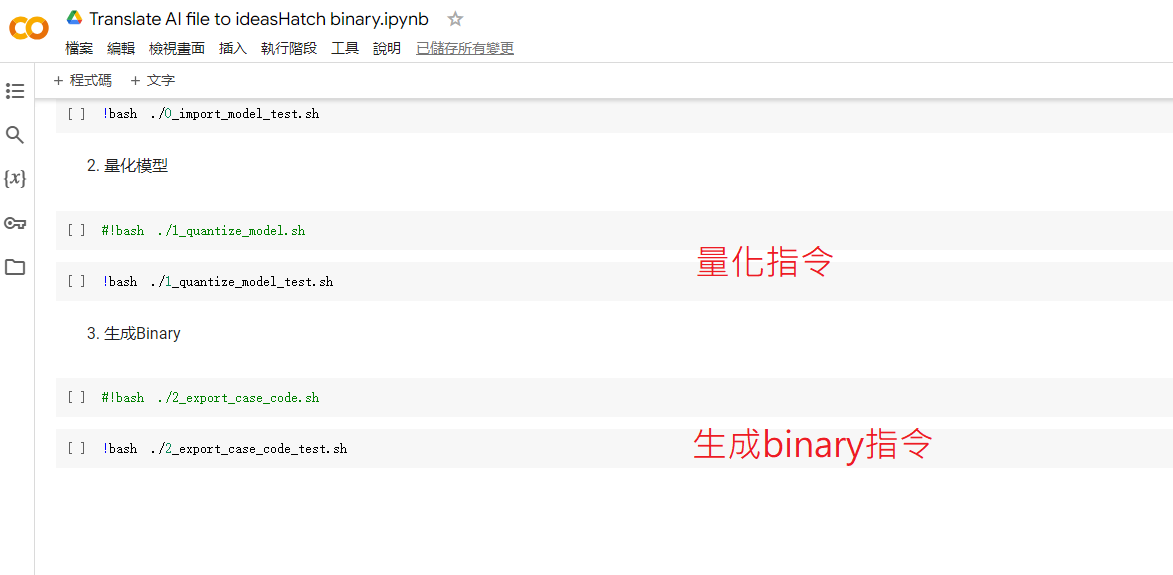 Translate AI file to ideasHatch binary.ipynb
檔案 編輯 檢視畫面 插入 執行階段 工具 說明 已儲存所有變更
+ 程式碼 + 文字
[ ] !bash ./0_import_model_test.sh
2. 量化模型
[ ] #!bash ./1_quantize_model.sh
量化指令
[ ] !bash ./1_quantize_model_test.sh
3. 生成Binary
[ ] #!bash ./2_export_case_code.sh
生成binary指令
[ ] !bash ./2_export_case_code_test.sh
{x}